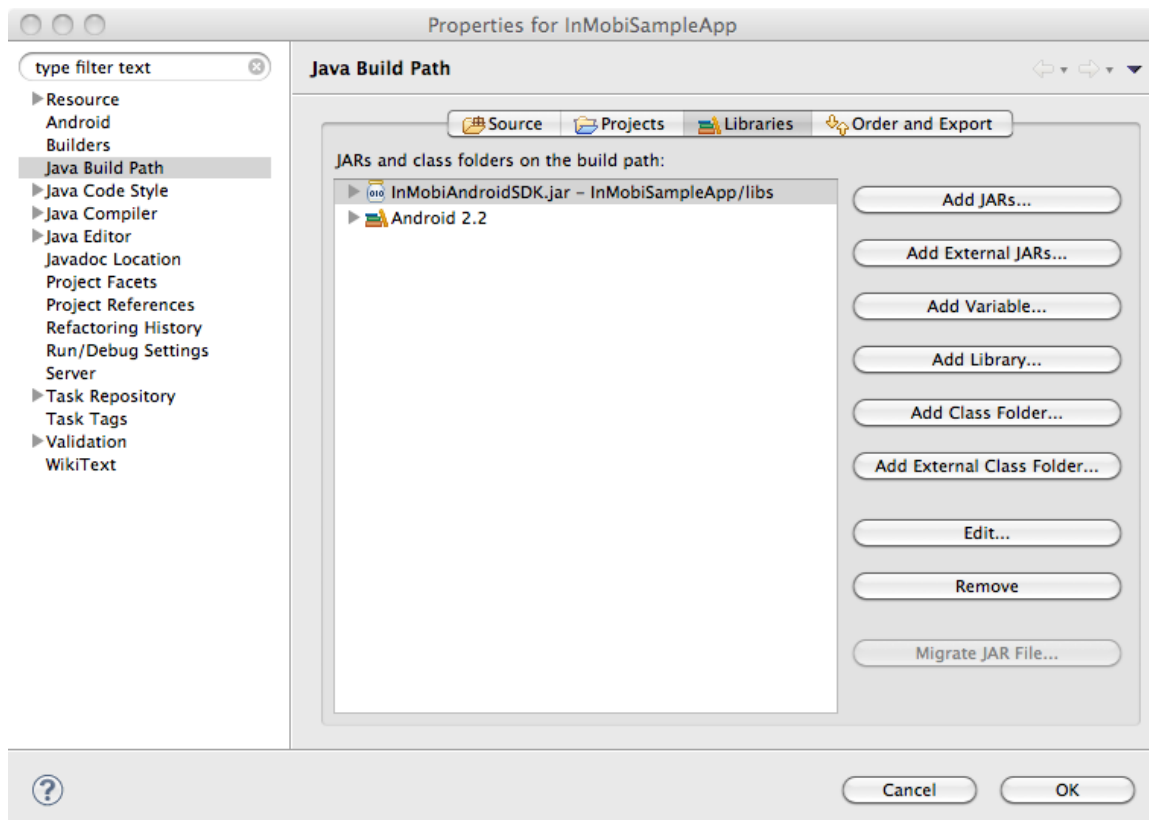 Properties for InMobiSampleApp
type filter text
Resource
Android
Builders
Java Build Path
Java Code Style
Java Compiler
Java Editor
Javadoc Location
Project Facets
Project References
Refactoring History
Run/Debug Settings
Server
Task Repository
Task Tags
Validation
WikiText
Java Build Path
Source Projects Libraries Order and Export
JARs and class folders on the build path:
InMobiAndroidSDK.jar – InMobiSampleApp/libs
Android 2.2
Add JARs...
Add External JARs...
Add Variable...
Add Library...
Add Class Folder...
Add External Class Folder...
Edit...
Remove
Migrate JAR File...
?
Cancel OK